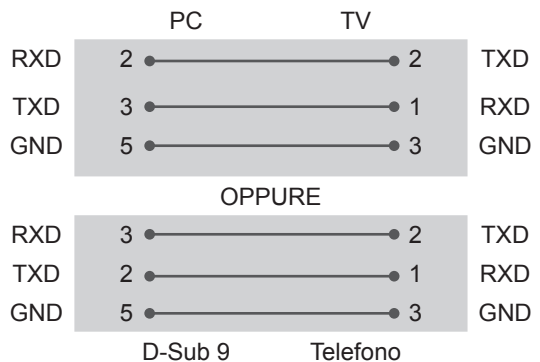 PC TV
RXD 2 2 TXD
TXD 3 1 RXD
GND 5 3 GND
OPPURE
RXD 3 2 TXD
TXD 2 1 RXD
GND 5 3 GND
D-Sub 9 Telefono